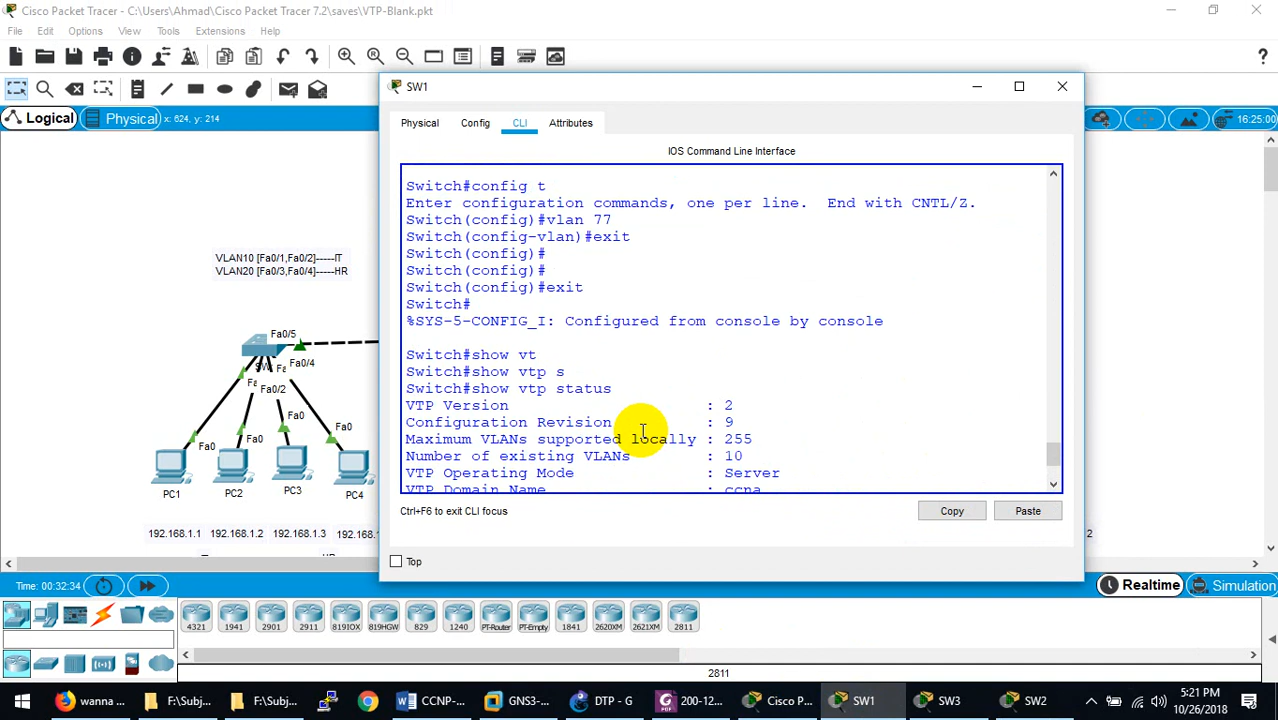 Cisco Packet Tracer - C:\Users\Ahmad\Cisco Packet Tracer 7.2\saves\VTP-Blank.pkt
File Edit Options View Tools Extensions Help
Logical Physical x: 624, y: 214
16:25:00
VLAN10 [Fa0/1,Fa0/2]-----IT
VLAN20 [Fa0/3,Fa0/4]-----HR
Fa0/5
Fa0/4
Fa0/2
Fa0
Fa0
Fa0
Fa0
PC1 PC2 PC3 PC4
192.168.1.1 192.168.1.2 192.168.1.3
SW1
Physical Config CLI Attributes
IOS Command Line Interface
Switch#config t
Enter configuration commands, one per line.  End with CNTL/Z.
Switch(config)#vlan 77
Switch(config-vlan)#exit
Switch(config)#
Switch(config)#
Switch(config)#exit
Switch#
%SYS-5-CONFIG_I: Configured from console by console
Switch#show vt
Switch#show vtp s
Switch#show vtp status
VTP Version : 2
Configuration Revision : 9
Maximum VLANs supported locally : 255
Number of existing VLANs : 10
VTP Operating Mode : Server
VTP Domain Name : ccna
Ctrl+F6 to exit CLI focus
Copy Paste
Top
Time: 00:32:34
Realtime Simulation
4321 1941 2901 2911 819IOX 819HGW 829 1240 PT-Router PT-Empty 1841 2620XM 2621XM 2811
2811
wanna ... F:\Subj... F:\Subj... CCNP-... GNS3-... DTP - G 200-12... Cisco P... SW1 SW3 SW2
5:21 PM
10/26/2018